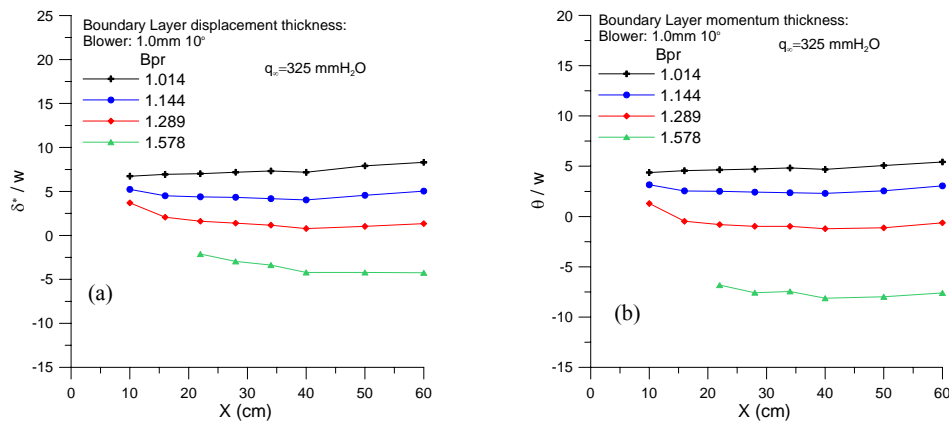 Boundary Layer displacement thickness:
Blower: 1.0mm 10°
Bpr
q∞=325 mmH2O
1.014
1.144
1.289
1.578
25
20
15
10
5
0
-5
-10
-15
δ* / w
(a)
0
10
20
30
40
50
60
X (cm)
Boundary Layer momentum thickness:
Blower: 1.0mm 10°
q∞=325 mmH2O
Bpr
1.014
1.144
1.289
1.578
20
15
10
5
0
-5
-10
-15
θ / w
(b)
0
10
20
30
40
50
60
X (cm)